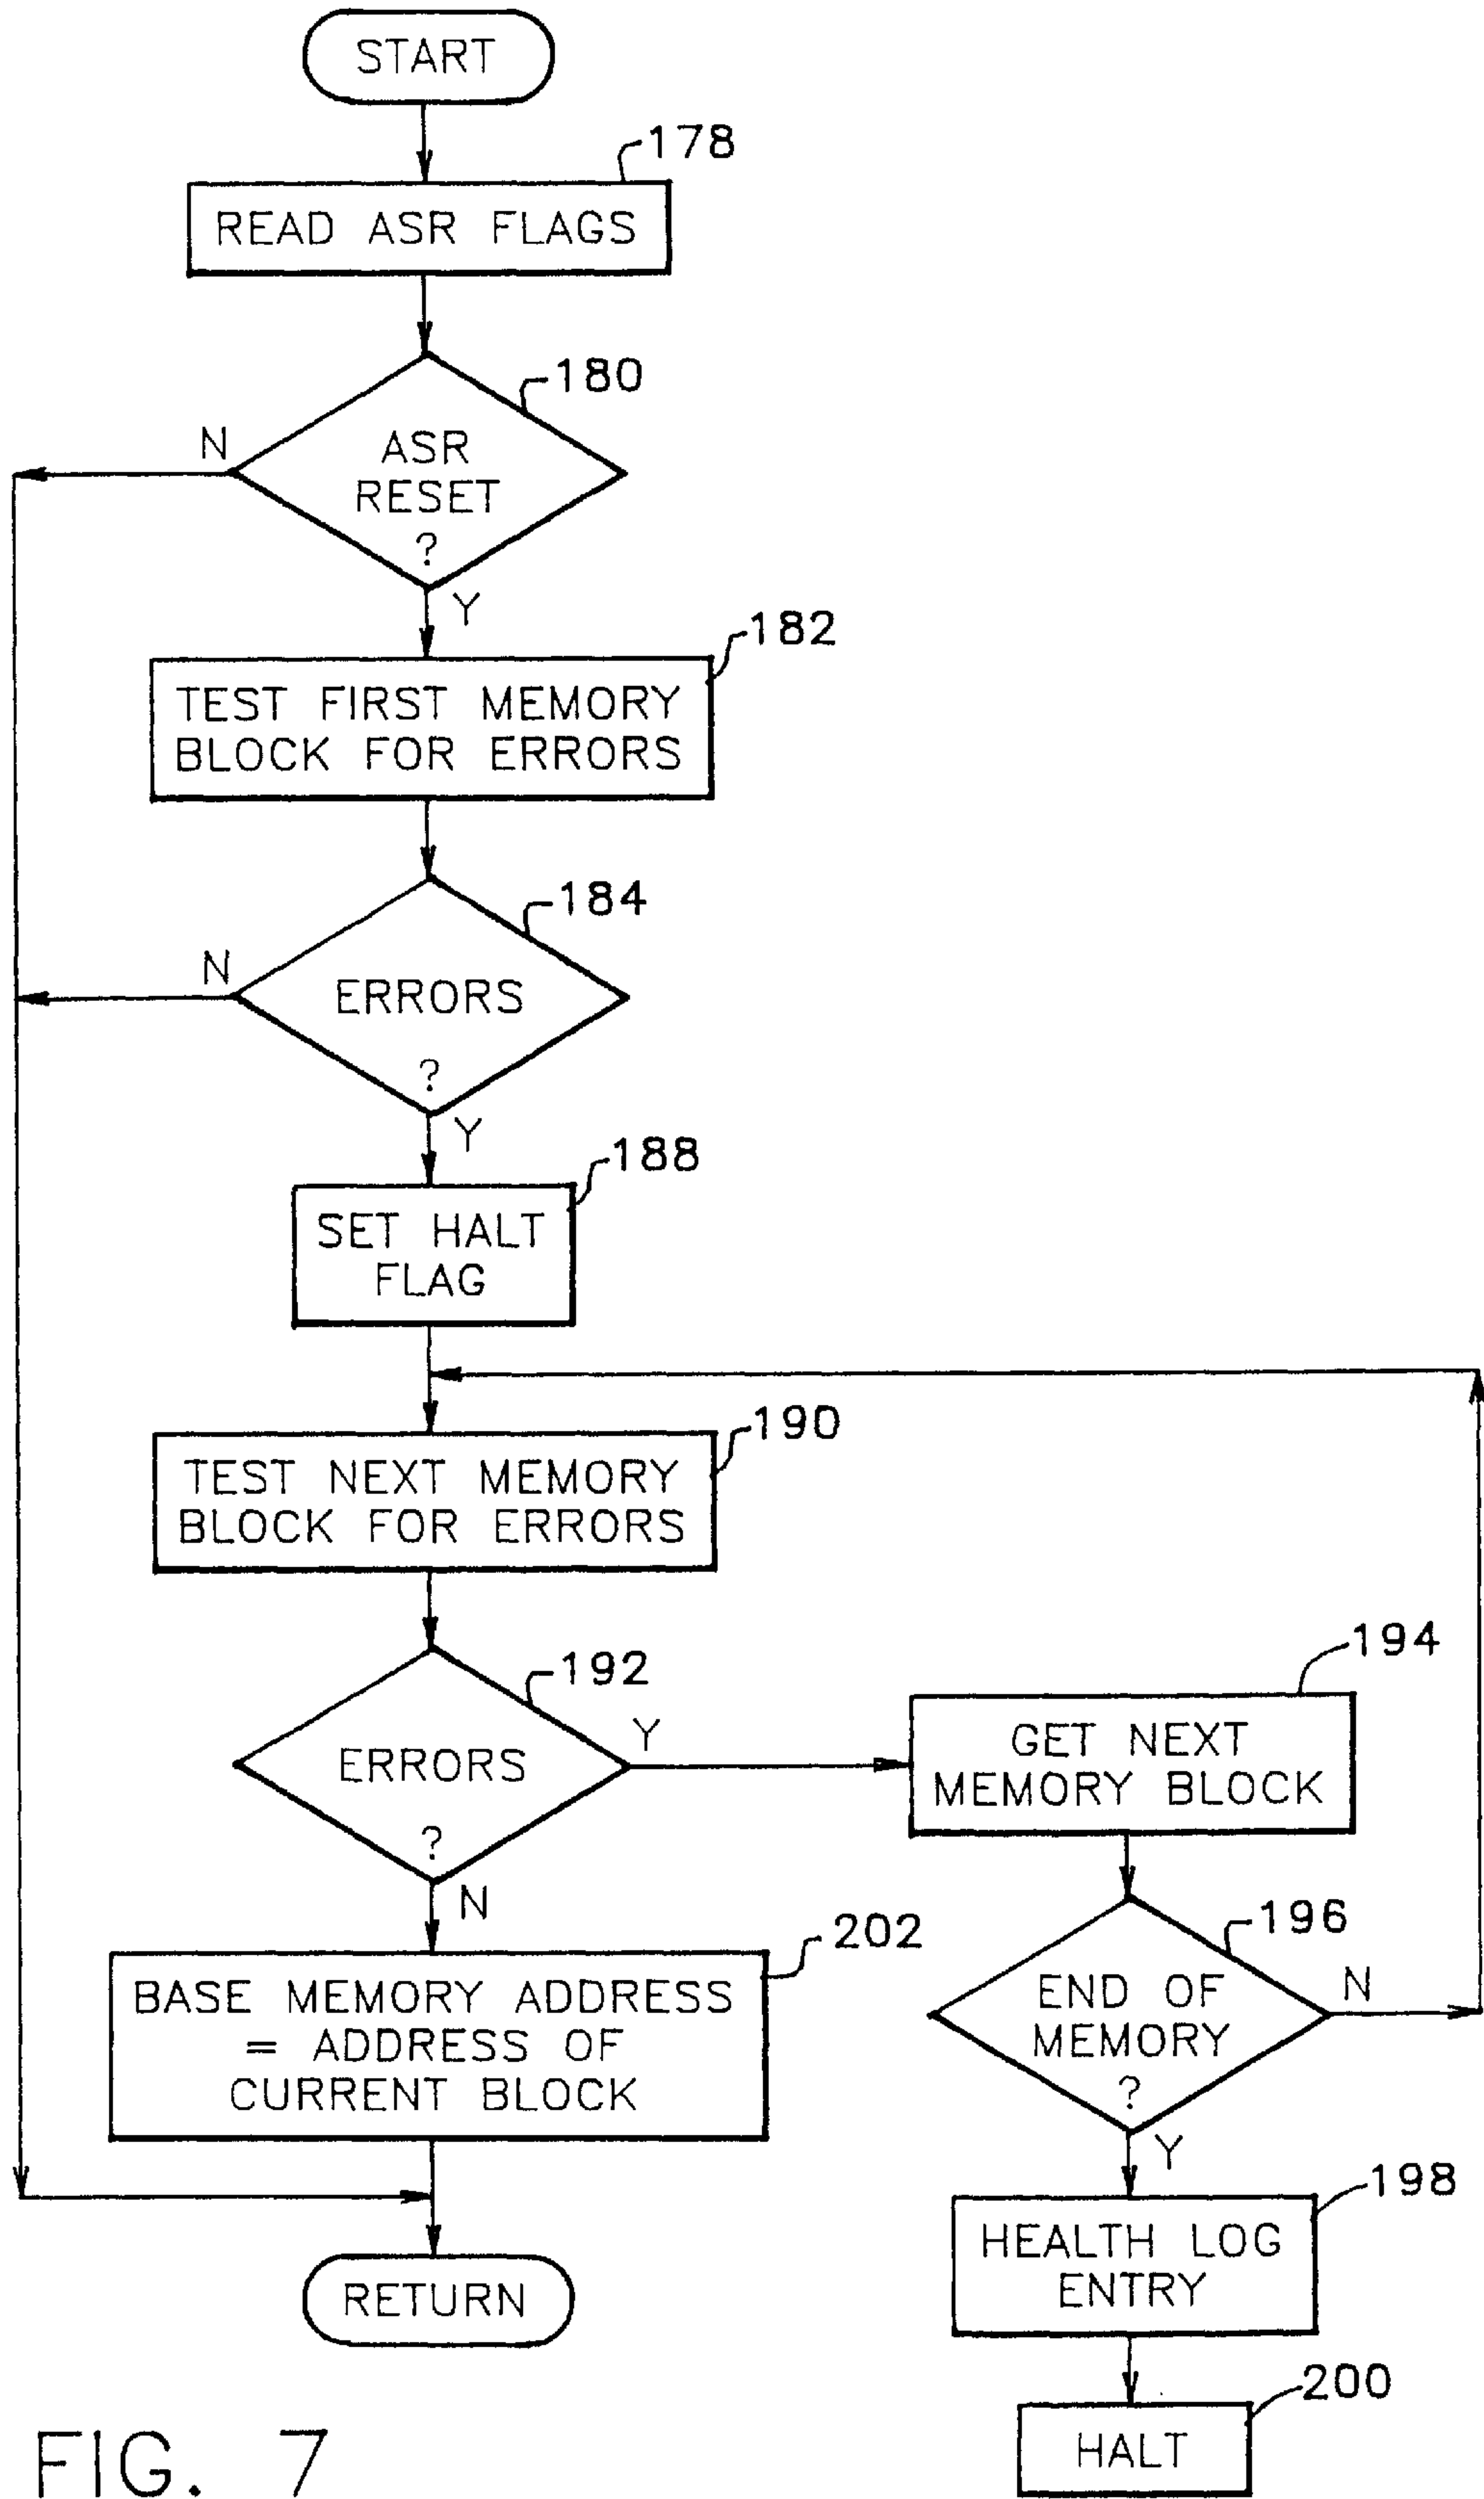 START
178
READ ASR FLAGS
180
N
ASR
RESET
?
Y
182
TEST FIRST MEMORY
BLOCK FOR ERRORS
184
N
ERRORS
?
Y
188
SET HALT
FLAG
190
TEST NEXT MEMORY
BLOCK FOR ERRORS
192
ERRORS
?
Y
N
194
GET NEXT
MEMORY BLOCK
196
END OF
MEMORY
?
N
Y
202
BASE MEMORY ADDRESS
= ADDRESS OF
CURRENT BLOCK
198
HEALTH LOG
ENTRY
RETURN
200
HALT
FIG. 7